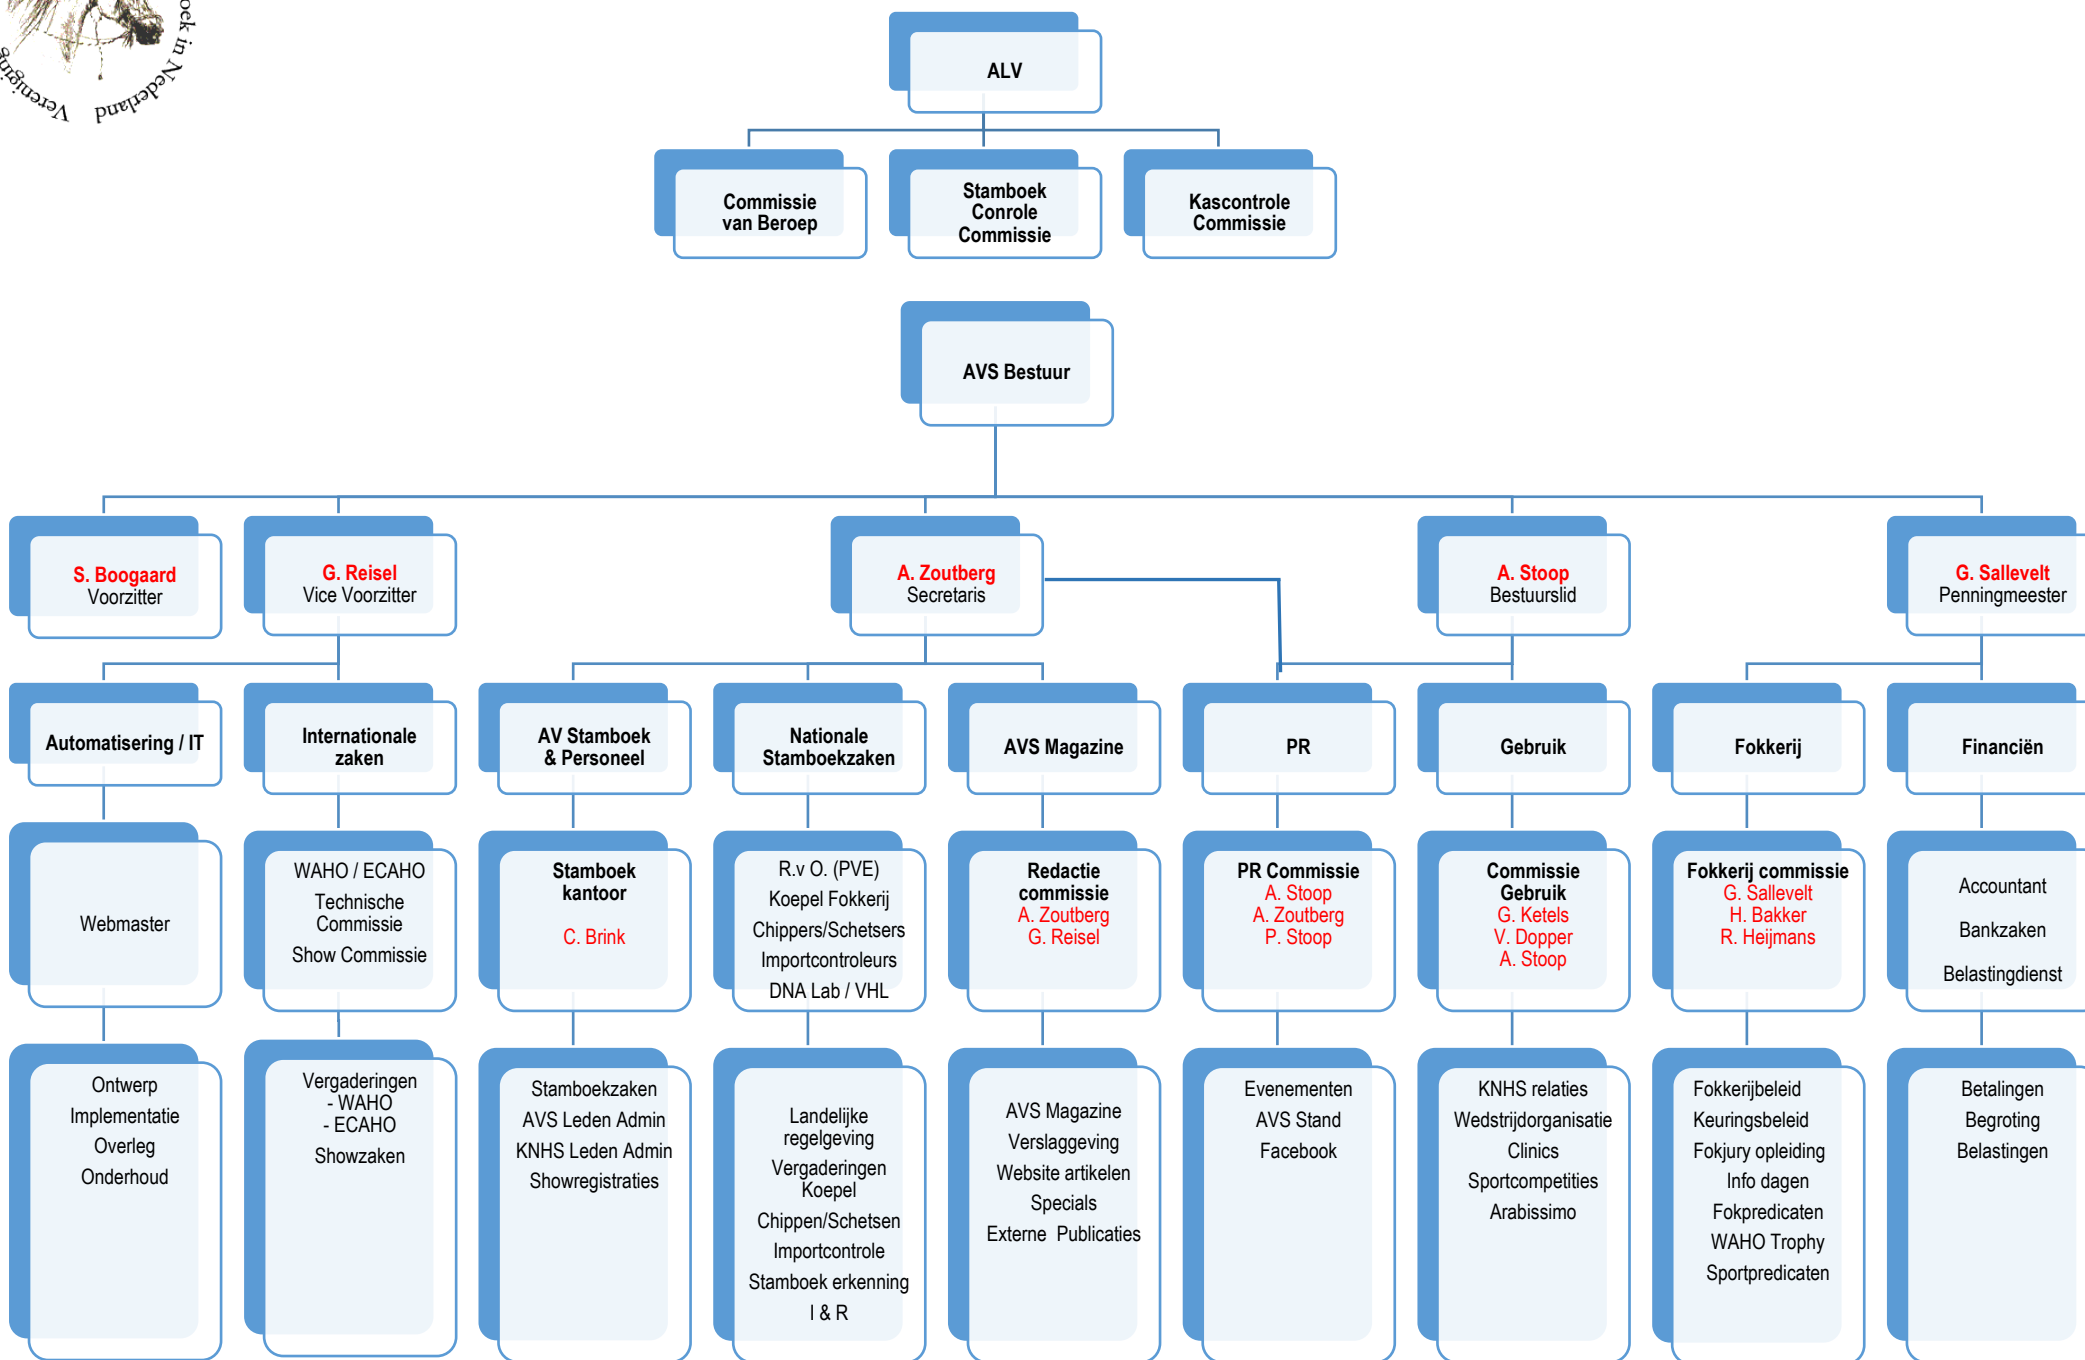 oek in Nederland
Vereniging
ALV
Commissie
van Beroep
Stamboek
Conrole
Commissie
Kascontrole
Commissie
AVS Bestuur
S. Boogaard
Voorzitter
G. Reisel
Vice Voorzitter
A. Zoutberg
Secretaris
A. Stoop
Bestuurslid
G. Sallevelt
Penningmeester
Automatisering / IT
Internationale
zaken
AV Stamboek
& Personeel
Nationale
Stamboekzaken
AVS Magazine
PR
Gebruik
Fokkerij
Financiën
Webmaster
WAHO / ECAHO
Technische
Commissie
Show Commissie
Stamboek
kantoor
C. Brink
R.v O. (PVE)
Koepel Fokkerij
Chippers/Schetsers
Importcontroleurs
DNA Lab / VHL
Redactie
commissie
A. Zoutberg
G. Reisel
PR Commissie
A. Stoop
A. Zoutberg
P. Stoop
Commissie
Gebruik
G. Ketels
V. Dopper
A. Stoop
Fokkerij commissie
G. Sallevelt
H. Bakker
R. Heijmans
Accountant
Bankzaken
Belastingdienst
Ontwerp
Implementatie
Overleg
Onderhoud
Vergaderingen
- WAHO
- ECAHO
Showzaken
Stamboekzaken
AVS Leden Admin
KNHS Leden Admin
Showregistraties
Landelijke
regelgeving
Vergaderingen
Koepel
Chippen/Schetsen
Importcontrole
Stamboek erkenning
I & R
AVS Magazine
Verslaggeving
Website artikelen
Specials
Externe  Publicaties
Evenementen
AVS Stand
Facebook
KNHS relaties
Wedstrijdorganisatie
Clinics
Sportcompetities
Arabissimo
Fokkerijbeleid
Keuringsbeleid
Fokjury opleiding
Info dagen
Fokpredicaten
WAHO Trophy
Sportpredicaten
Betalingen
Begroting
Belastingen